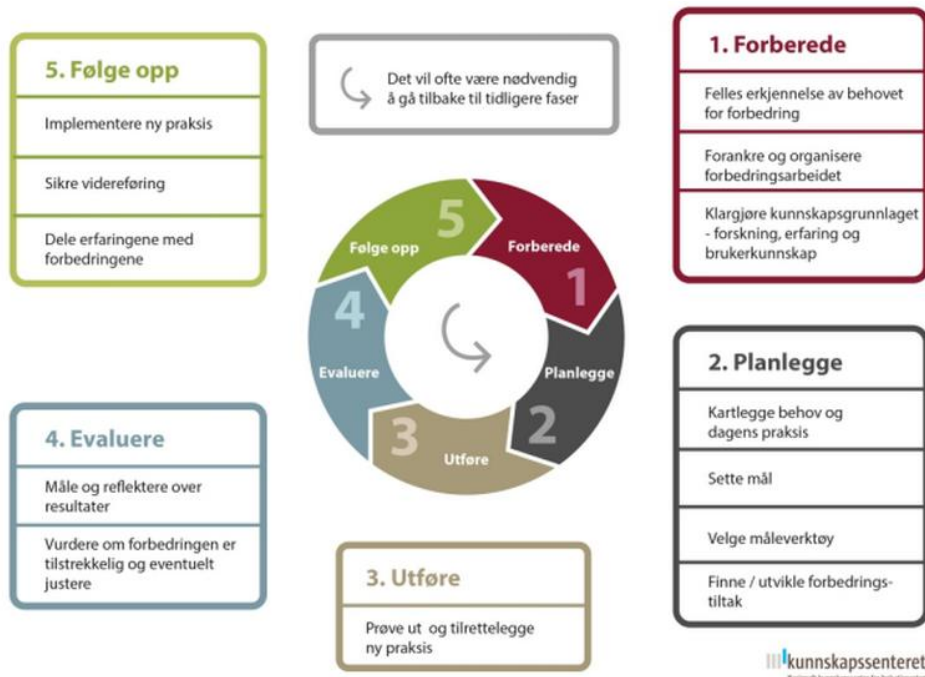 5. Følge opp
Implementere ny praksis
Sikre videreføring
Dele erfaringene med
forbedringene
Det vil ofte være nødvendig
å gå tilbake til tidligere faser
1. Forberede
Felles erkjennelse av behovet
for forbedring
Forankre og organisere
forbedringsarbeidet
Klargjøre kunnskapsgrunnlaget
- forskning, erfaring og
brukerkunnskap
5
Følge opp
Forberede
1
4
Evaluere
Planlegge
2
3
Utføre
2. Planlegge
Kartlegge behov og
dagens praksis
Sette mål
Velge måleverktøy
Finne / utvikle forbedrings-
tiltak
4. Evaluere
Måle og reflektere over
resultater
Vurdere om forbedringen er
tilstrekkelig og eventuelt
justere
3. Utføre
Prøve ut og tilrettelegge
ny praksis
kunnskapssenteret